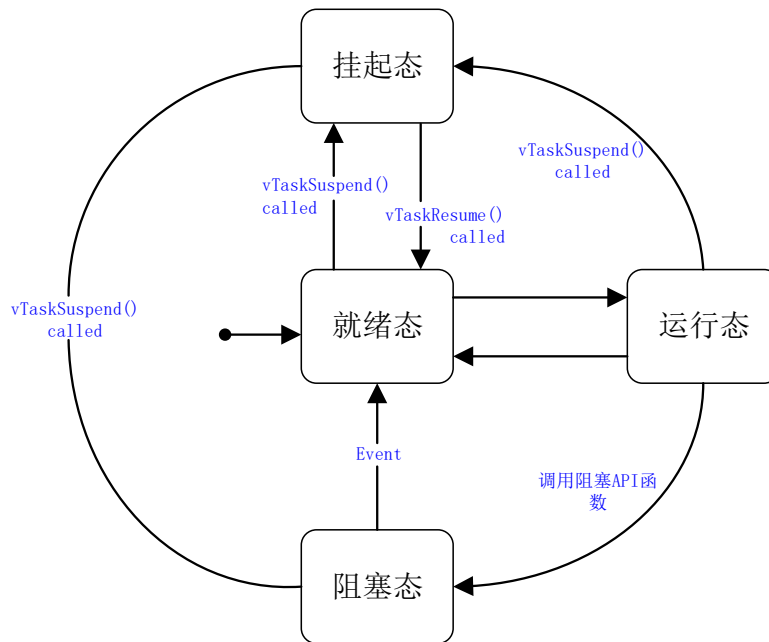 挂起态
vTaskSuspend()
called
vTaskSuspend()
called
vTaskResume()
called
vTaskSuspend()
called
就绪态
运行态
Event
调用阻塞API函
数
阻塞态